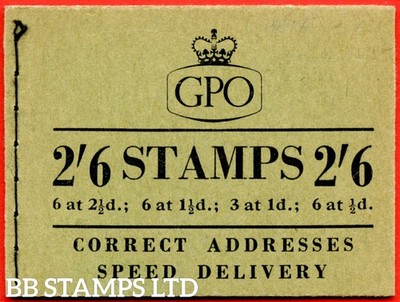 GPO
2'6 STAMPS 2'6
6 at 2½d.; 6 at 1½d.; 3 at 1d.; 6 at ½d.
CORRECT ADDRESSES
SPEED DELIVERY
BB STAMPS LTD